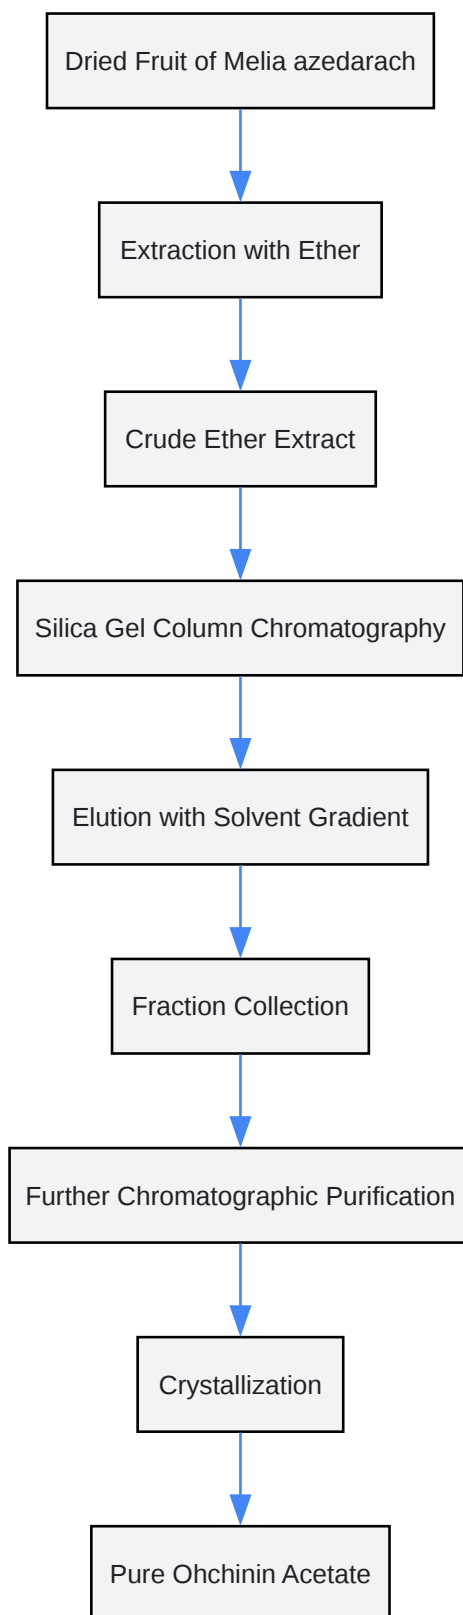 Dried Fruit of Melia azedarach
Extraction with Ether
Crude Ether Extract
Silica Gel Column Chromatography
Elution with Solvent Gradient
Fraction Collection
Further Chromatographic Purification
Crystallization
Pure Ohchinin Acetate